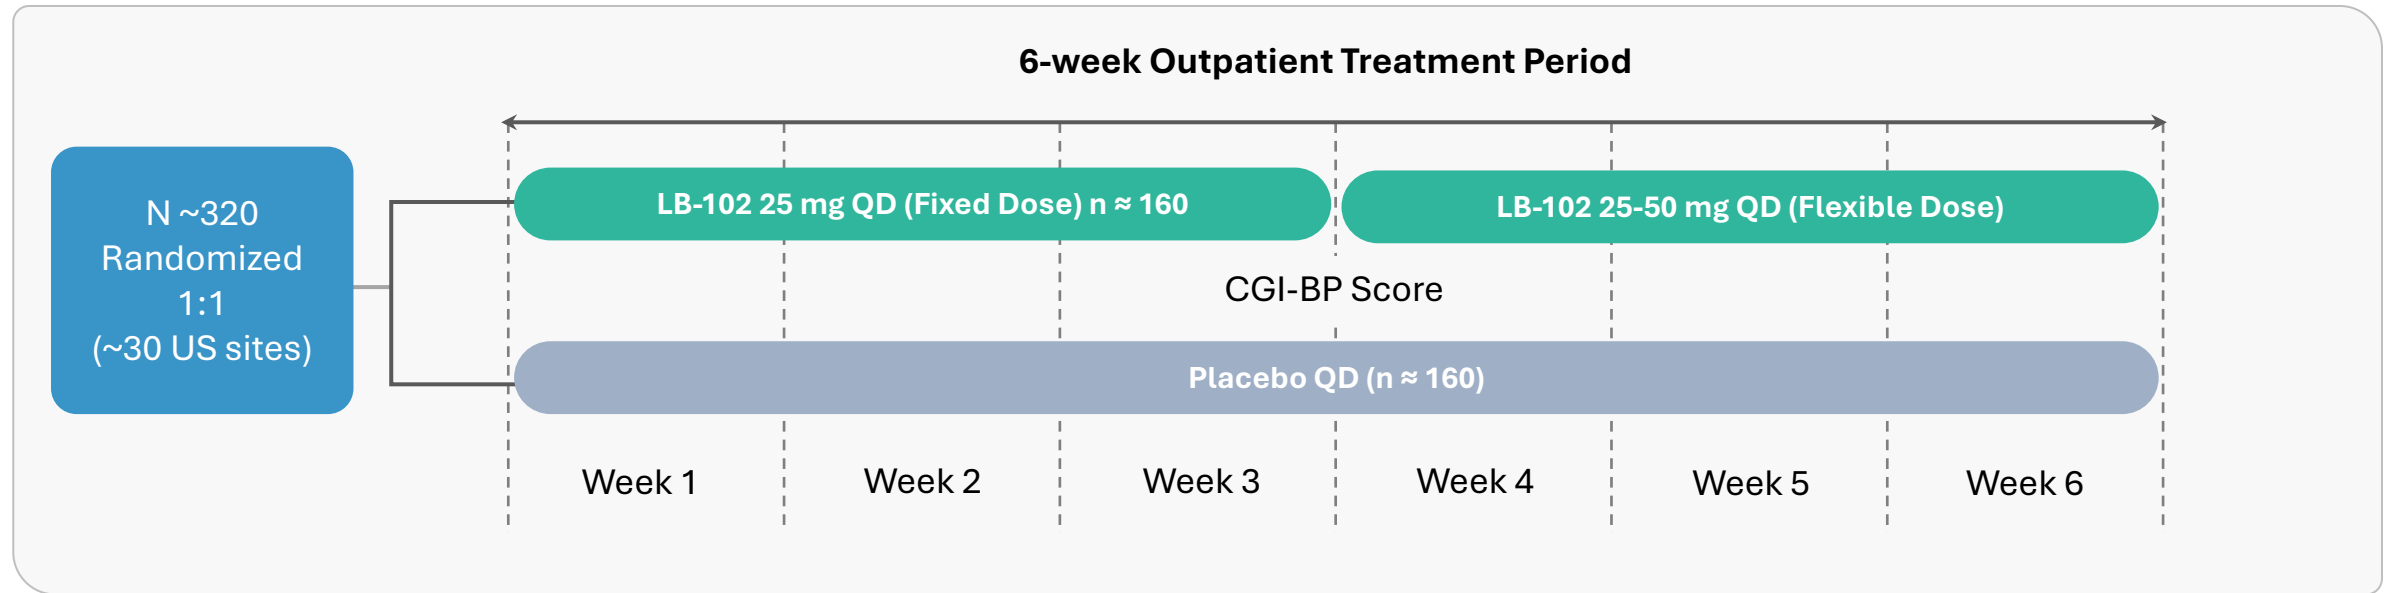 6-week Outpatient Treatment Period
N ~320
Randomized
1:1
(~30 US sites)
LB-102 25 mg QD (Fixed Dose) n ≈ 160
LB-102 25-50 mg QD (Flexible Dose)
CGI-BP Score
Placebo QD (n ≈ 160)
Week 1
Week 2
Week 3
Week 4
Week 5
Week 6